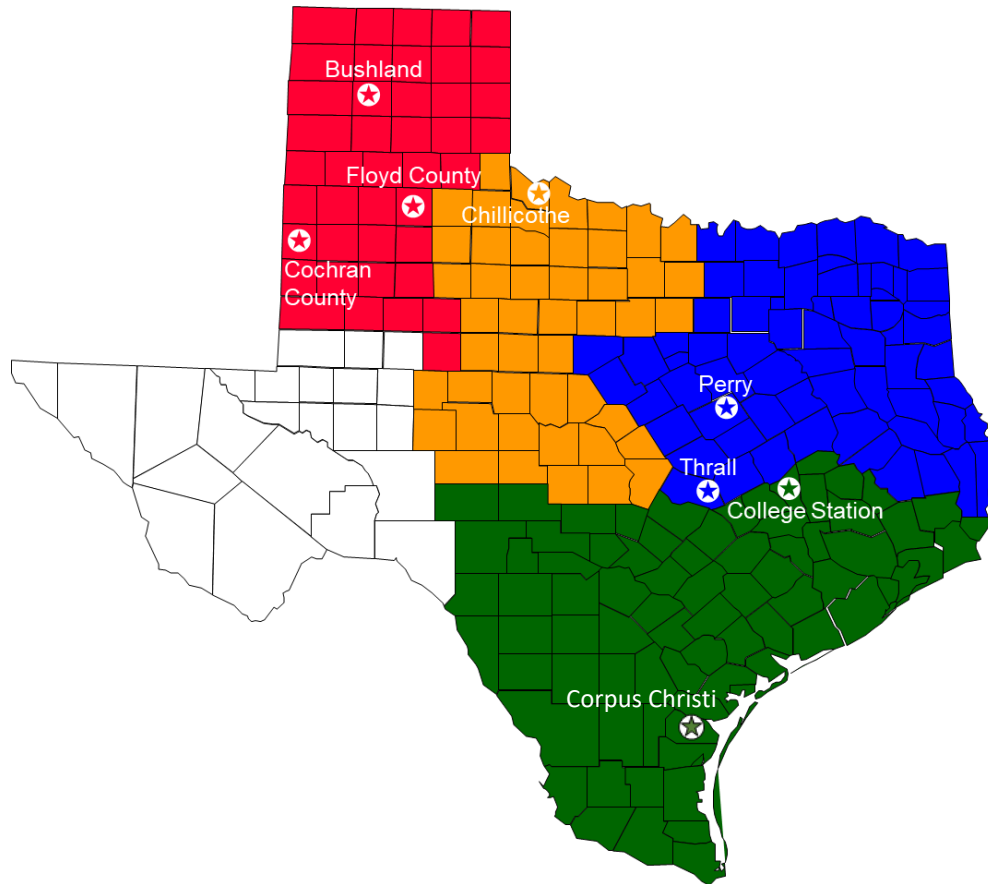 Bushland
Floyd County
Chillicothe
Cochran
County
Perry
Thrall
College Station
Corpus Christi